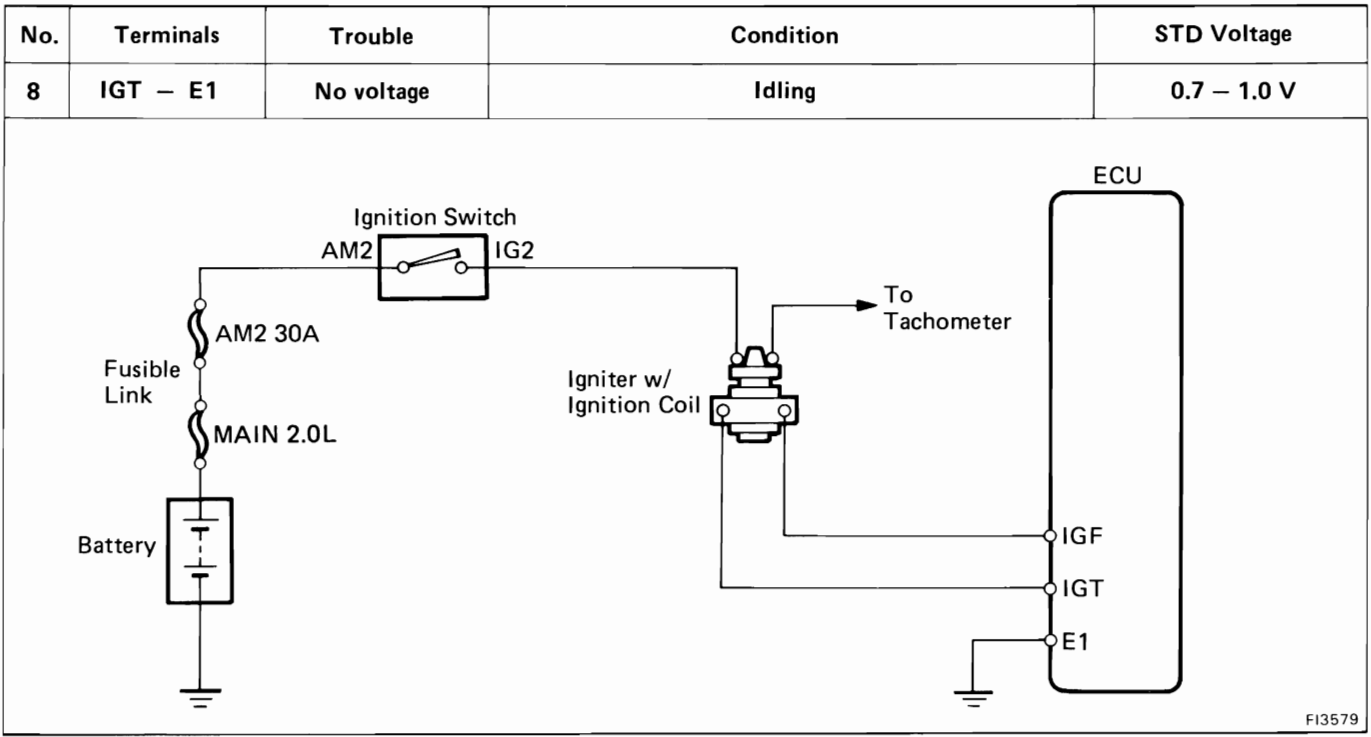 No. Terminals Trouble Condition STD Voltage
8 IGT — E1 No voltage Idling 0.7 — 1.0 V
ECU
Ignition Switch
AM2
IG2
To
Tachometer
AM2 30A
Fusible
Link
Igniter w/
Ignition Coil
MAIN 2.0L
Battery
IGF
IGT
E1
FI3579